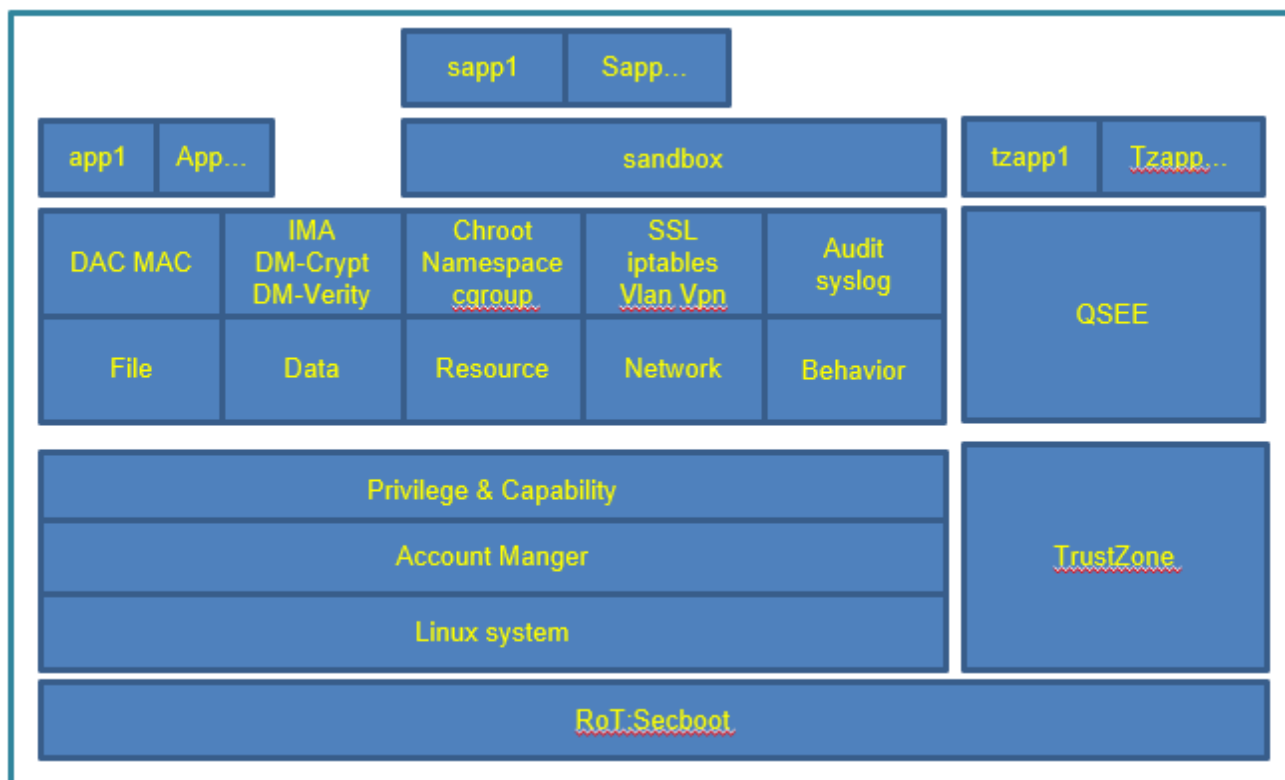 sapp1
Sapp...
app1
App...
sandbox
tzapp1
Tzapp...
DAC MAC
IMA
DM-Crypt
DM-Verity
Chroot
Namespace
cgroup
SSL
iptables
Vlan Vpn
Audit
syslog
QSEE
File
Data
Resource
Network
Behavior
Privilege & Capability
Account Manger
Linux system
TrustZone
RoT:Secboot